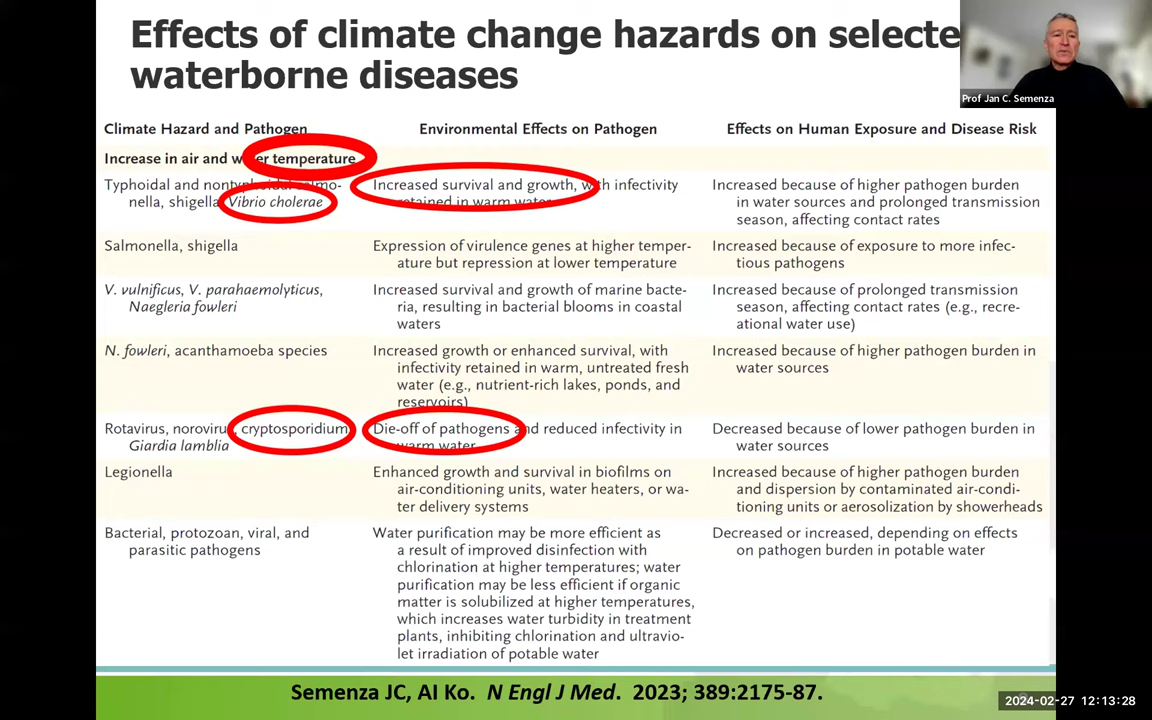 Effects of climate change hazards on selecte
waterborne diseases
Prof Jan C. Semenza
Climate Hazard and Pathogen
Environmental Effects on Pathogen
Effects on Human Exposure and Disease Risk
Increase in air and water temperature
Typhoidal and nontyphoidal salmo-
nella, shigella, Vibrio cholerae
Increased survival and growth, with infectivity
retained in warm water
Increased because of higher pathogen burden
in water sources and prolonged transmission
season, affecting contact rates
Salmonella, shigella
Expression of virulence genes at higher temper-
ature but repression at lower temperature
Increased because of exposure to more infec-
tious pathogens
V. vulnificus, V. parahaemolyticus,
Naegleria fowleri
Increased survival and growth of marine bacte-
ria, resulting in bacterial blooms in coastal
waters
Increased because of prolonged transmission
season, affecting contact rates (e.g., recre-
ational water use)
N. fowleri, acanthamoeba species
Increased growth or enhanced survival, with
infectivity retained in warm, untreated fresh
water (e.g., nutrient-rich lakes, ponds, and
reservoirs)
Increased because of higher pathogen burden in
water sources
Rotavirus, norovirus, cryptosporidium,
Giardia lamblia
Die-off of pathogens and reduced infectivity in
warm water
Decreased because of lower pathogen burden in
water sources
Legionella
Enhanced growth and survival in biofilms on
air-conditioning units, water heaters, or wa-
ter delivery systems
Increased because of higher pathogen burden
and dispersion by contaminated air-condi-
tioning units or aerosolization by showerheads
Bacterial, protozoan, viral, and
parasitic pathogens
Water purification may be more efficient as
a result of improved disinfection with
chlorination at higher temperatures; water
purification may be less efficient if organic
matter is solubilized at higher temperatures,
which increases water turbidity in treatment
plants, inhibiting chlorination and ultravio-
let irradiation of potable water
Decreased or increased, depending on effects
on pathogen burden in potable water
Semenza JC, AI Ko. N Engl J Med. 2023; 389:2175-87.
2024-02-27 12:13:28